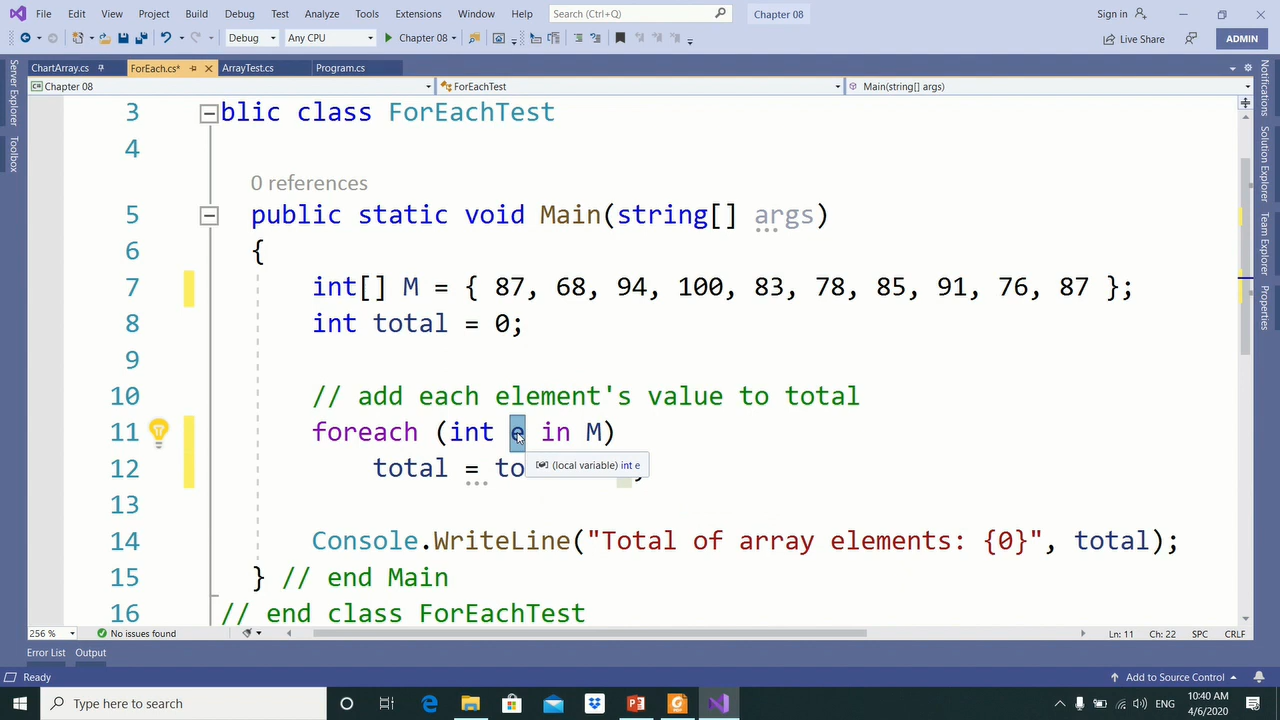 File Edit View Project Build Debug Test Analyze Tools Extensions Window Help Search (Ctrl+Q) Chapter 08 Sign in
Debug Any CPU Chapter 08 Live Share ADMIN
ChartArray.cs ForEach.cs* ArrayTest.cs Program.cs
Chapter 08 ForEachTest Main(string[] args)
Server Explorer
Toolbox
Notifications
Solution Explorer
Team Explorer
Properties
3 blic class ForEachTest
4
0 references
5 public static void Main(string[] args)
6 {
7 int[] M = { 87, 68, 94, 100, 83, 78, 85, 91, 76, 87 };
8 int total = 0;
9
10 // add each element's value to total
11 foreach (int e in M)
(local variable) int e
12 total = to ;
13
14 Console.WriteLine("Total of array elements: {0}", total);
15 } // end Main
16 // end class ForEachTest
256 % No issues found Ln: 11 Ch: 22 SPC CRLF
Error List Output
Ready Add to Source Control
Type here to search
10:40 AM
4/6/2020